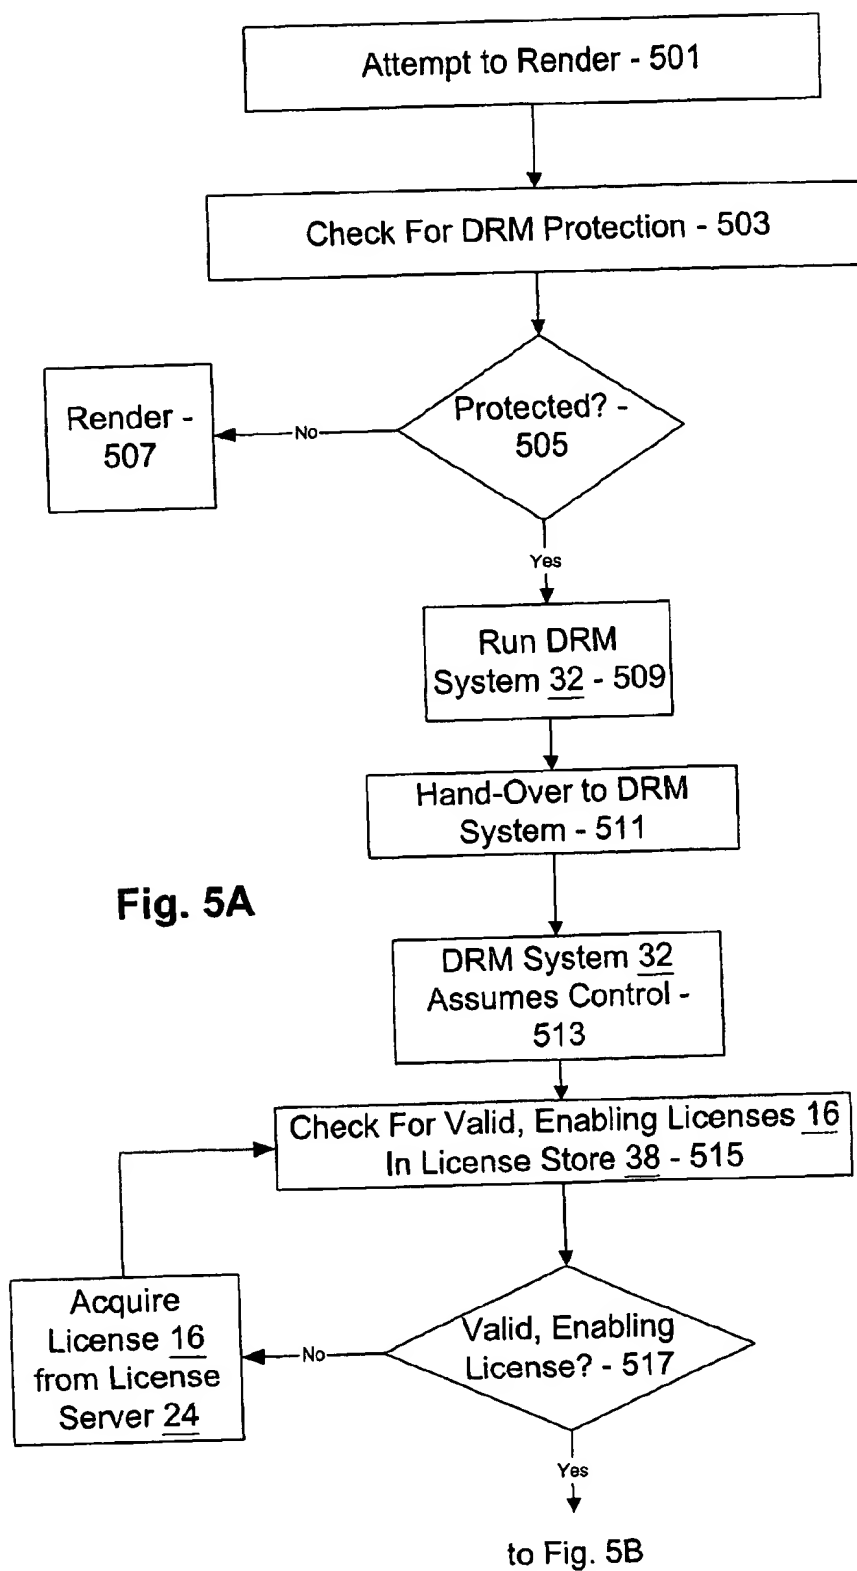 Attempt to Render - 501
Check For DRM Protection - 503
Protected? -
505
No
Render -
507
Yes
Run DRM
System 32 - 509
Hand-Over to DRM
System - 511
Fig. 5A
DRM System 32
Assumes Control -
513
Check For Valid, Enabling Licenses 16
In License Store 38 - 515
Valid, Enabling
License? - 517
No
Acquire
License 16
from License
Server 24
Yes
to Fig. 5B